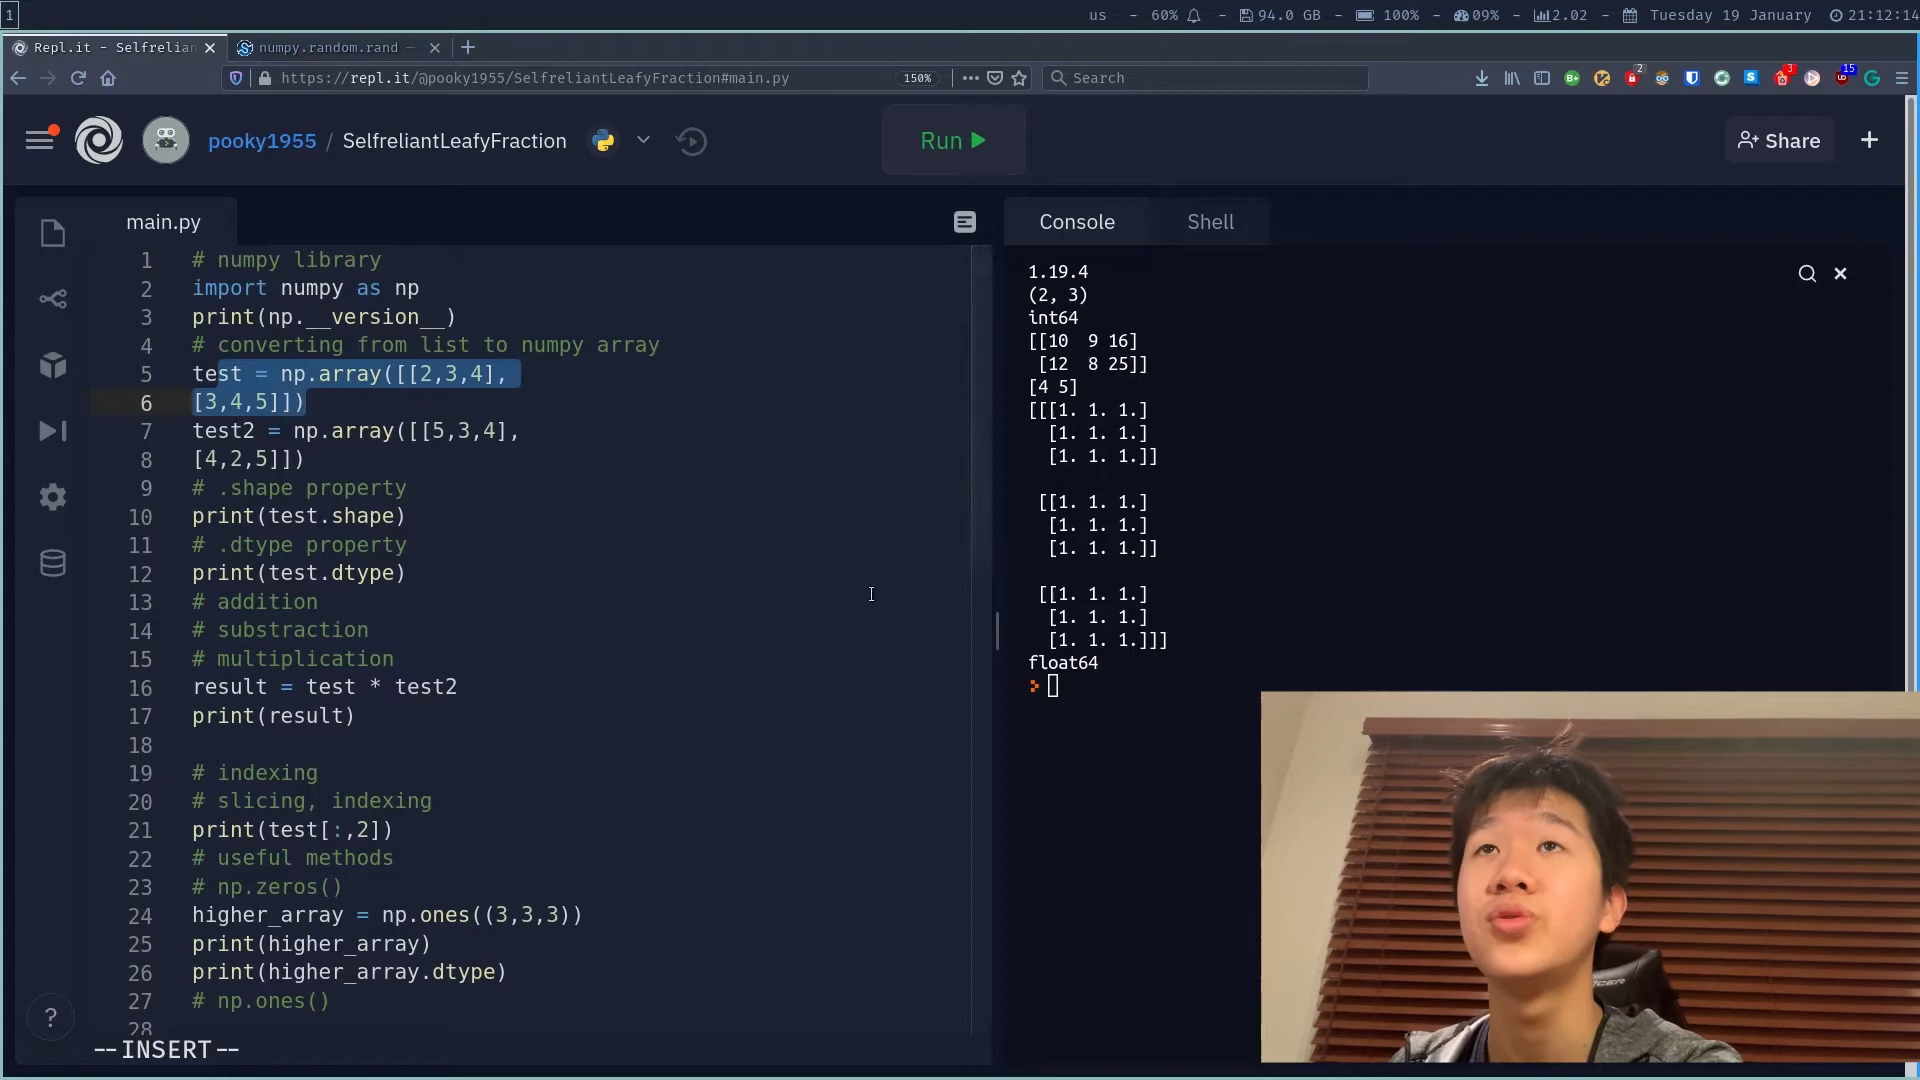 1
us - 60% - 94.0 GB - 100% - 09% - 2.02 - Tuesday 19 January 21:12:14
Repl.it - Selfrelian
numpy.random.rand —
https://repl.it/@pooky1955/SelfreliantLeafyFraction#main.py
150%
Search
2
3
15
pooky1955 / SelfreliantLeafyFraction
Run
Share
main.py
1 # numpy library
2 import numpy as np
3 print(np.__version__)
4 # converting from list to numpy array
5 test = np.array([[2,3,4],
6 [3,4,5]])
7 test2 = np.array([[5,3,4],
8 [4,2,5]])
9 # .shape property
10 print(test.shape)
11 # .dtype property
12 print(test.dtype)
13 # addition
14 # substraction
15 # multiplication
16 result = test * test2
17 print(result)
18
19 # indexing
20 # slicing, indexing
21 print(test[:,2])
22 # useful methods
23 # np.zeros()
24 higher_array = np.ones((3,3,3))
25 print(higher_array)
26 print(higher_array.dtype)
27 # np.ones()
28
--INSERT--
?
Console
Shell
1.19.4
(2, 3)
int64
[[10  9 16]
 [12  8 25]]
[4 5]
[[[1. 1. 1.]
  [1. 1. 1.]
  [1. 1. 1.]]
 [[1. 1. 1.]
  [1. 1. 1.]
  [1. 1. 1.]]
 [[1. 1. 1.]
  [1. 1. 1.]
  [1. 1. 1.]]]
float64